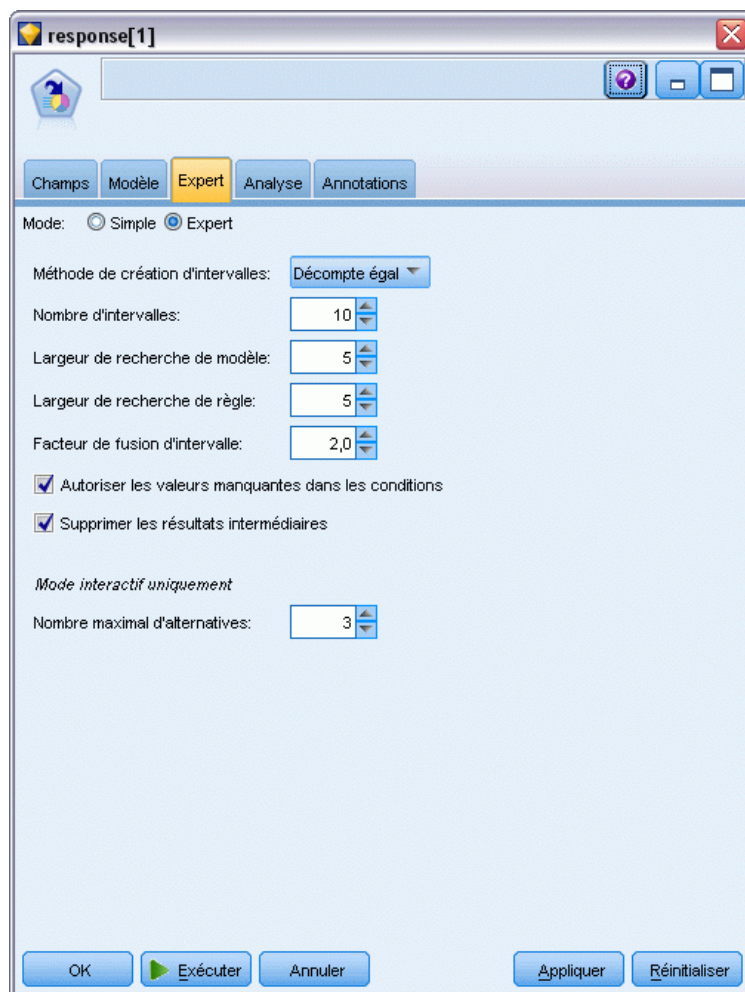 response[1]
Champs Modèle Expert Analyse Annotations
Mode: Simple Expert
Méthode de création d'intervalles: Décompte égal
Nombre d'intervalles: 10
Largeur de recherche de modèle: 5
Largeur de recherche de règle: 5
Facteur de fusion d'intervalle: 2,0
Autoriser les valeurs manquantes dans les conditions
Supprimer les résultats intermédiaires
Mode interactif uniquement
Nombre maximal d'alternatives: 3
OK Exécuter Annuler Appliquer Réinitialiser